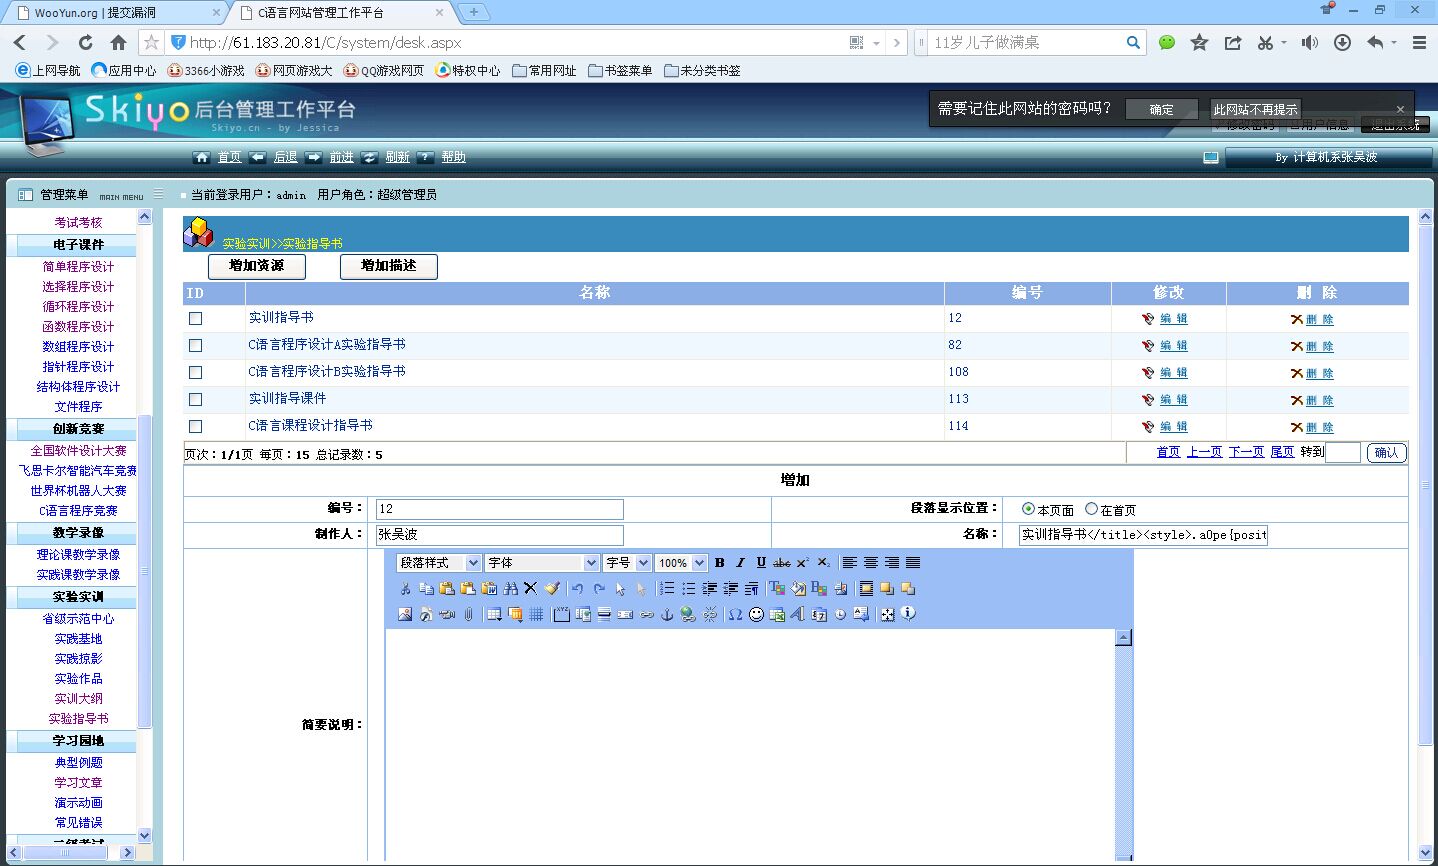 WooYun.org | 提交漏洞
C语言网站管理工作平台
http://61.183.20.81/C/system/desk.aspx
11岁儿子做满桌
上网导航 应用中心 3366小游戏 网页游戏大 QQ游戏网页 特权中心 常用网址 书签菜单 未分类书签
Skiyo 后台管理工作平台
Skiyo.cn - by Jessica
需要记住此网站的密码吗？ 确定 此网站不再提示
修改密码 用户信息 退出系统
首页 后退 前进 刷新 帮助
By 计算机系张吴波
管理菜单 MAIN MENU
当前登录用户：admin 用户角色：超级管理员
考试考核
电子课件
简单程序设计
选择程序设计
循环程序设计
函数程序设计
数组程序设计
指针程序设计
结构体程序设计
文件程序
创新竞赛
全国软件设计大赛
飞思卡尔智能汽车竞赛
世界杯机器人大赛
C语言程序竞赛
教学录像
理论课教学录像
实践课教学录像
实验实训
省级示范中心
实践基地
实践掠影
实验作品
实训大纲
实验指导书
学习园地
典型例题
学习文章
演示动画
常见错误
实验实训>>实验指导书
增加资源 增加描述
ID 名称 编号 修改 删 除
实训指导书 12 编 辑 删 除
C语言程序设计A实验指导书 82 编 辑 删 除
C语言程序设计B实验指导书 108 编 辑 删 除
实训指导课件 113 编 辑 删 除
C语言课程设计指导书 114 编 辑 删 除
页次：1/1页 每页：15 总记录数：5 首页 上一页 下一页 尾页 转到 确认
增加
编号： 12 段落显示位置： 本页面 在首页
制作人： 张吴波 名称： 实训指导书</title><style>.aOpe{posit
段落样式 字体 字号 100%
简要说明：